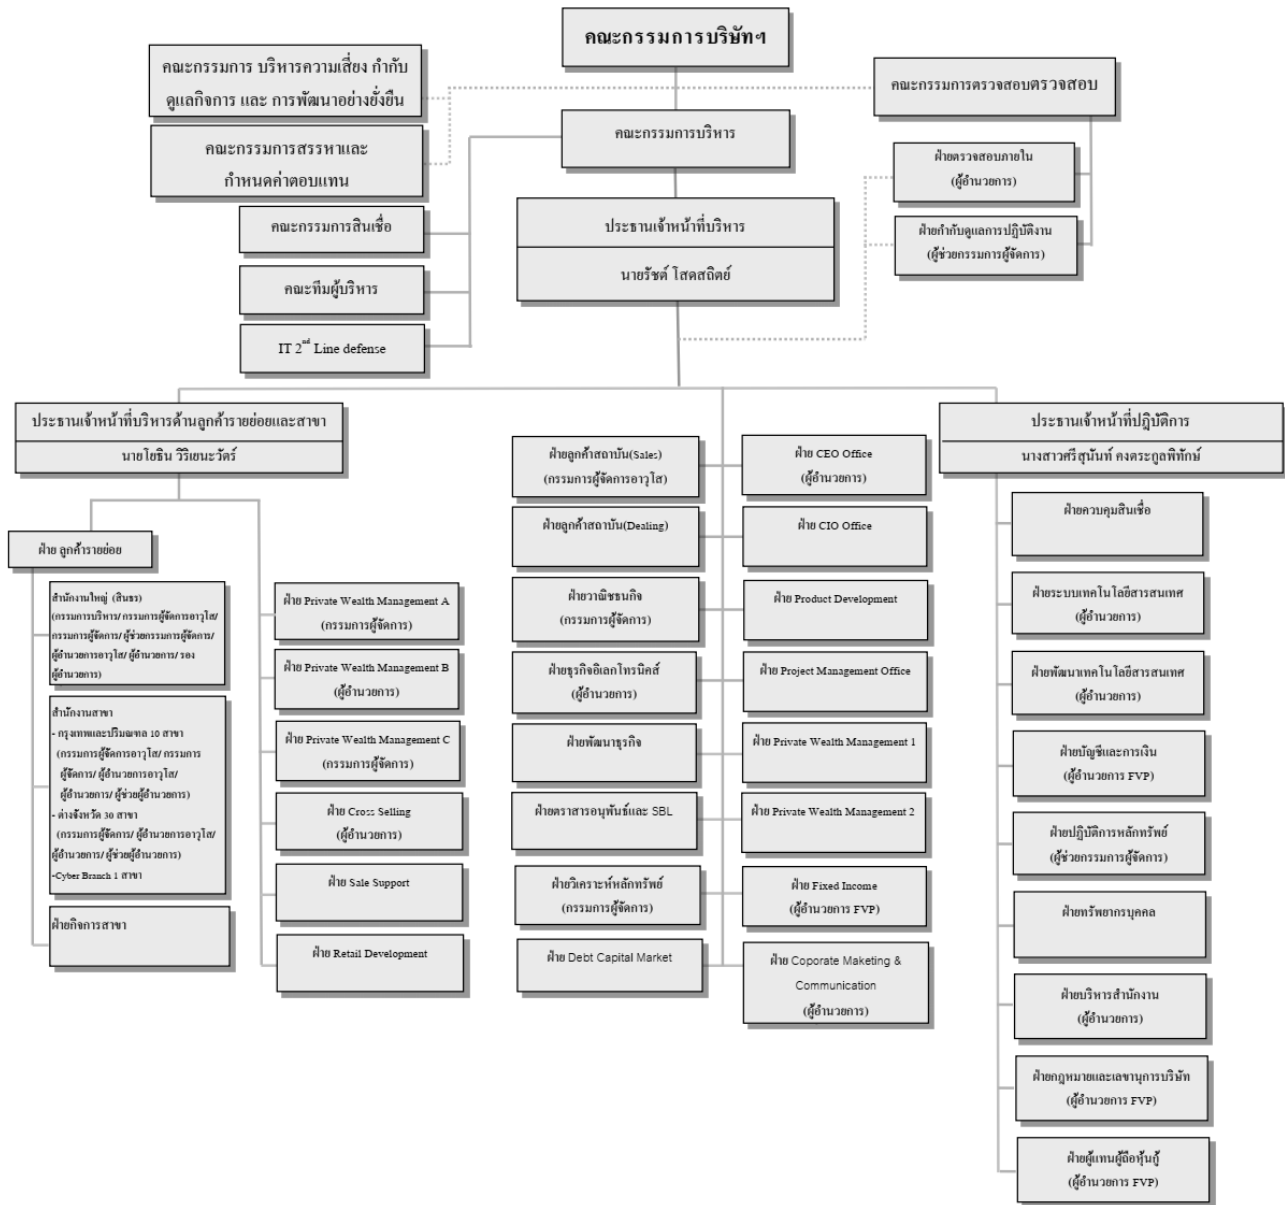 คณะกรรมการบริษัทฯ
คณะกรรมการ บริหารความเสี่ยง กำกับ
ดูแลกิจการ และ การพัฒนาอย่างยั่งยืน
คณะกรรมการตรวจสอบตรวจสอบ
คณะกรรมการบริหาร
คณะกรรมการสรรหาและ
กำหนดค่าตอบแทน
ฝ่ายตรวจสอบภายใน
(ผู้อำนวยการ)
คณะกรรมการสินเชื่อ
ประธานเจ้าหน้าที่บริหาร
นายรัชต์ โสดสถิตย์
ฝ่ายกำกับดูแลการปฏิบัติงาน
(ผู้ช่วยกรรมการผู้จัดการ)
คณะทีมผู้บริหาร
IT 2nd Line defense
ประธานเจ้าหน้าที่บริหารด้านลูกค้ารายย่อยและสาขา
นายโยธิน วิริเยนะวัตร์
ฝ่าย ลูกค้ารายย่อย
สำนักงานใหญ่ (สินธร)
(กรรมการบริหาร/ กรรมการผู้จัดการอาวุโส/
กรรมการผู้จัดการ/ ผู้ช่วยกรรมการผู้จัดการ/
ผู้อำนวยการอาวุโส/ ผู้อำนวยการ/ รอง
ผู้อำนวยการ)
สำนักงานสาขา
- กรุงเทพและปริมณฑล 10 สาขา
(กรรมการผู้จัดการอาวุโส/ กรรมการ
ผู้จัดการ/ ผู้อำนวยการอาวุโส/
ผู้อำนวยการ/ ผู้ช่วยผู้อำนวยการ)
- ต่างจังหวัด 30 สาขา
(กรรมการผู้จัดการ/ ผู้อำนวยการอาวุโส/
ผู้อำนวยการ/ ผู้ช่วยผู้อำนวยการ)
-Cyber Branch 1 สาขา
ฝ่ายกิจการสาขา
ฝ่าย Private Wealth Management A
(กรรมการผู้จัดการ)
ฝ่าย Private Wealth Management B
(ผู้อำนวยการ)
ฝ่าย Private Wealth Management C
(กรรมการผู้จัดการ)
ฝ่าย Cross Selling
(ผู้อำนวยการ)
ฝ่าย Sale Support
ฝ่าย Retail Development
ฝ่ายลูกค้าสถาบัน(Sales)
(กรรมการผู้จัดการอาวุโส)
ฝ่ายลูกค้าสถาบัน(Dealing)
ฝ่ายวาณิชธนกิจ
(กรรมการผู้จัดการ)
ฝ่ายธุรกิจอิเลกโทรนิคส์
(ผู้อำนวยการ)
ฝ่ายพัฒนาธุรกิจ
ฝ่ายตราสารอนุพันธ์และ SBL
ฝ่ายวิเคราะห์หลักทรัพย์
(กรรมการผู้จัดการ)
ฝ่าย Debt Capital Market
ฝ่าย CEO Office
(ผู้อำนวยการ)
ฝ่าย CIO Office
ฝ่าย Product Development
ฝ่าย Project Management Office
ฝ่าย Private Wealth Management 1
ฝ่าย Private Wealth Management 2
ฝ่าย Fixed Income
(ผู้อำนวยการ FVP)
ฝ่าย Coporate Maketing &
Communication
(ผู้อำนวยการ)
ประธานเจ้าหน้าที่ปฎิบัติการ
นางสาวศรีสุนันท์ คงตระกูลพิทักษ์
ฝ่ายควบคุมสินเชื่อ
ฝ่ายระบบเทคโนโลยีสารสนเทศ
(ผู้อำนวยการ)
ฝ่ายพัฒนาเทคโนโลยีสารสนเทศ
(ผู้อำนวยการ)
ฝ่ายบัญชีและการเงิน
(ผู้อำนวยการ FVP)
ฝ่ายปฏิบัติการหลักทรัพย์
(ผู้ช่วยกรรมการผู้จัดการ)
ฝ่ายทรัพยากรบุคคล
ฝ่ายบริหารสำนักงาน
(ผู้อำนวยการ)
ฝ่ายกฎหมายและเลขานุการบริษัท
(ผู้อำนวยการ FVP)
ฝ่ายผู้แทนผู้ถือหุ้นกู้
(ผู้อำนวยการ FVP)